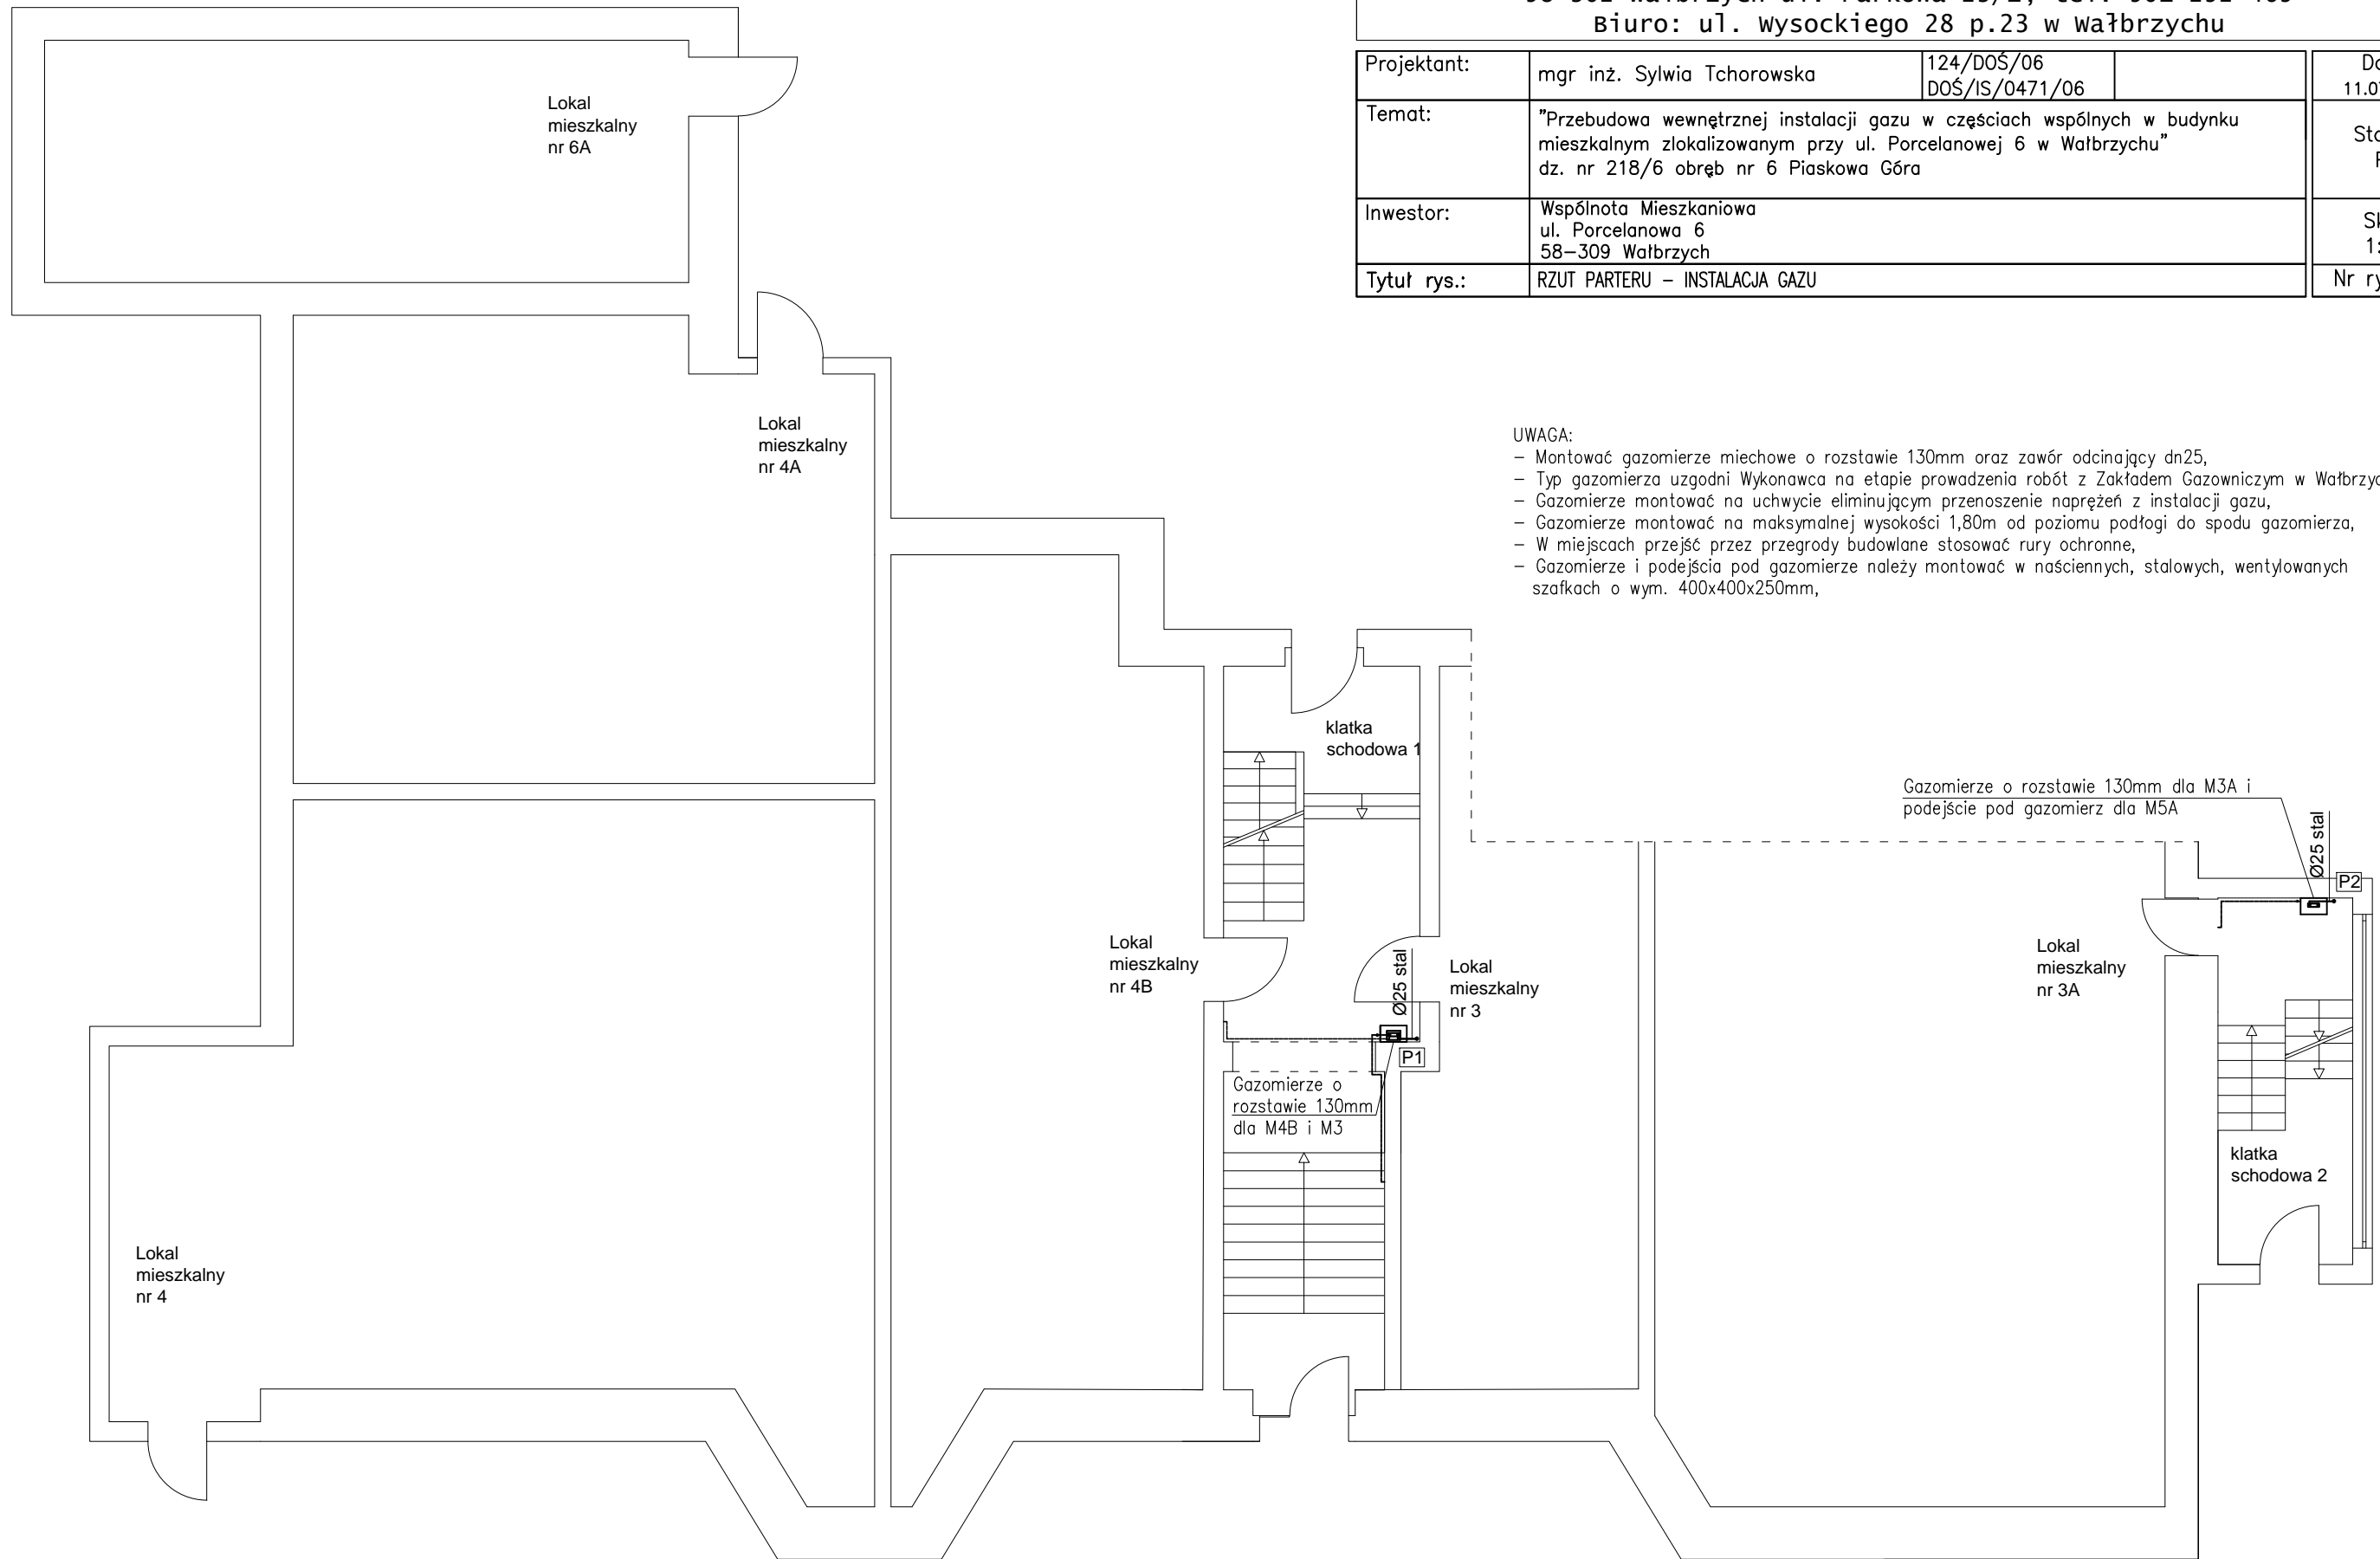 Biuro: ul. Wysockiego 28 p.23 w Wałbrzychu
Projektant:
mgr inż. Sylwia Tchorowska
124/DOŚ/06
DOŚ/IS/0471/06
Temat:
"Przebudowa wewnętrznej instalacji gazu w częściach wspólnych w budynku
mieszkalnym zlokalizowanym przy ul. Porcelanowej 6 w Wałbrzychu"
dz. nr 218/6 obręb nr 6 Piaskowa Góra
Inwestor:
Wspólnota Mieszkaniowa
ul. Porcelanowa 6
58-309 Wałbrzych
Tytuł rys.:
RZUT PARTERU - INSTALACJA GAZU
Nr
Lokal
mieszkalny
nr 6A
Lokal
mieszkalny
nr 4A
UWAGA:
- Montować gazomierze miechowe o rozstawie 130mm oraz zawór odcinający dn25,
- Typ gazomierza uzgodni Wykonawca na etapie prowadzenia robót z Zakładem Gazowniczym w
- Gazomierze montować na uchwycie eliminującym przenoszenie naprężeń z instalacji gazu,
- Gazomierze montować na maksymalnej wysokości 1,80m od poziomu podłogi do spodu gazomierza,
- W miejscach przejść przez przegrody budowlane stosować rury ochronne,
- Gazomierze i podejścia pod gazomierze należy montować w naściennych, stalowych, wentylowanych
szafkach o wym. 400x400x250mm,
klatka
schodowa 1
Gazomierze o rozstawie 130mm dla M3A i
podejście pod gazomierz dla M5A
Ø25 stal
P2
Lokal
mieszkalny
nr 4B
Ø25 stal
Lokal
mieszkalny
nr 3
Lokal
mieszkalny
nr 3A
P1
Gazomierze o
rozstawie 130mm
dla M4B i M3
klatka
schodowa 2
Lokal
mieszkalny
nr 4